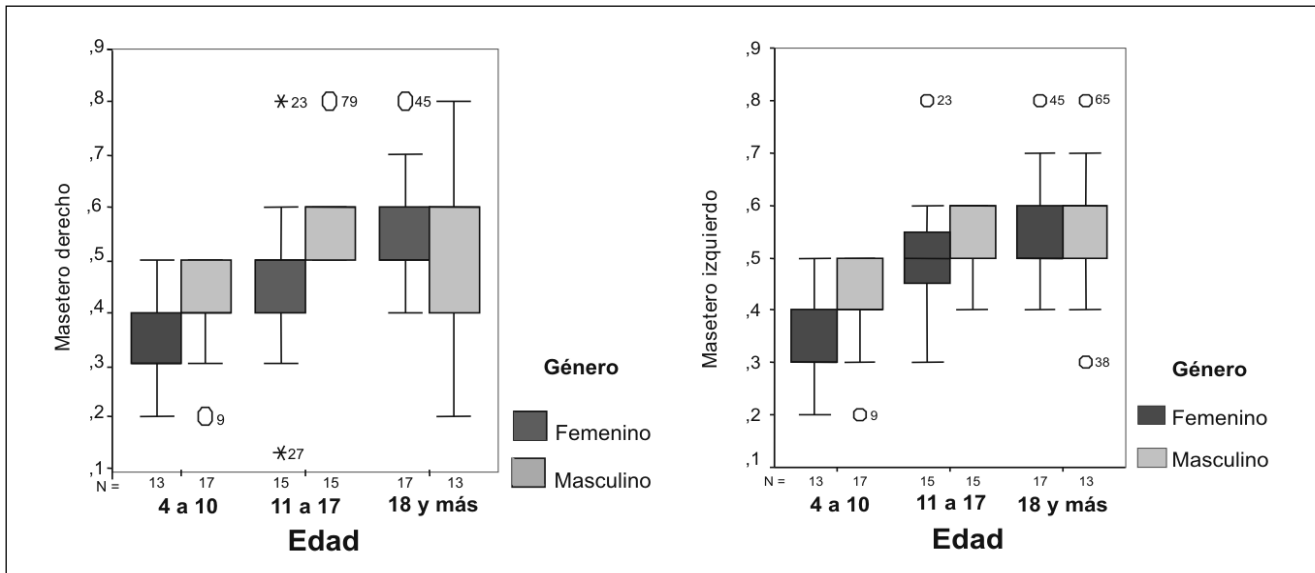 ,9
,8
,7
,6
,5
,4
,3
,2
,1
Masetero derecho
23
79
45
9
27
Género
Femenino
Masculino
N = 13 17 15 15 17 13
4 a 10 11 a 17 18 y más
Edad
,9
,8
,7
,6
,5
,4
,3
,2
,1
Masetero izquierdo
23
45
65
38
9
Género
Femenino
Masculino
N = 13 17 15 15 17 13
4 a 10 11 a 17 18 y más
Edad